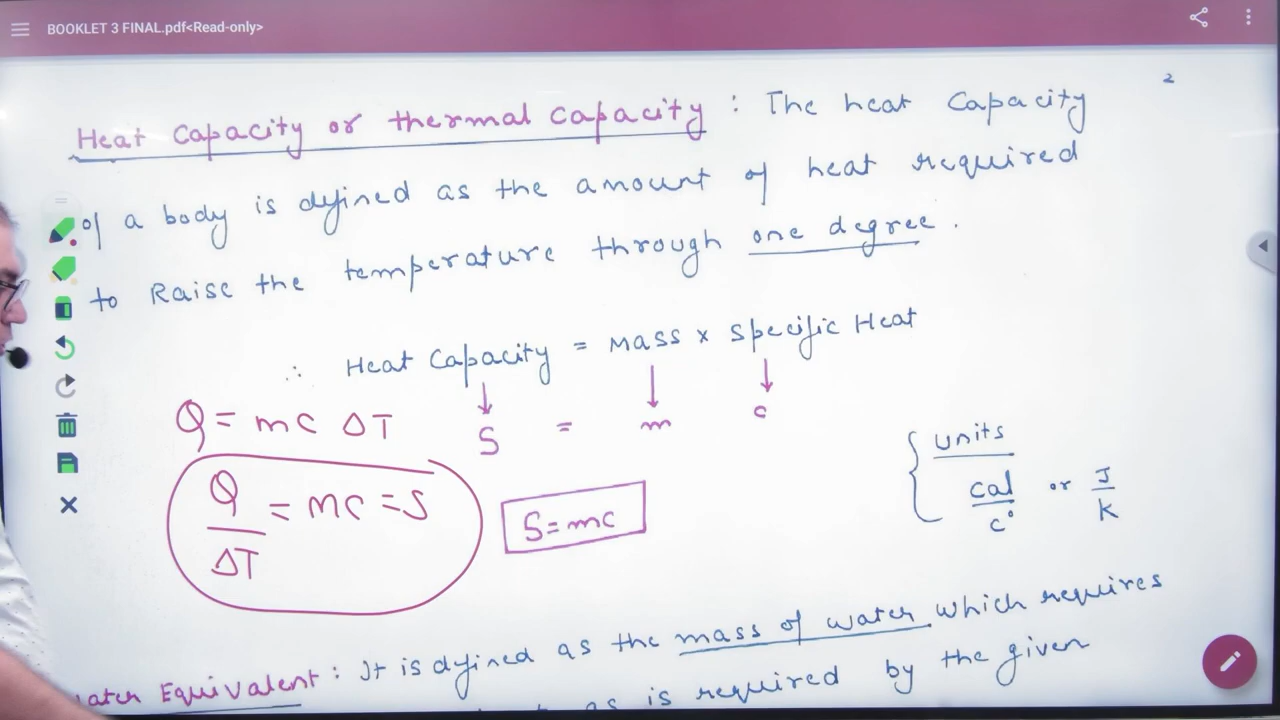 BOOKLET 3 FINAL.pdf<Read-only>
2
Heat Capacity or thermal Capacity : The heat Capacity
of a body is defined as the amount of heat required
to Raise the temperature through one degree .
∴ Heat Capacity = Mass x Specific Heat
S = m c
Q = mc ΔT
Q/ΔT = mc = S
S = mc
units
cal/c° or J/K
Water Equivalent : It is defined as the mass of water which requires
as is required by the given